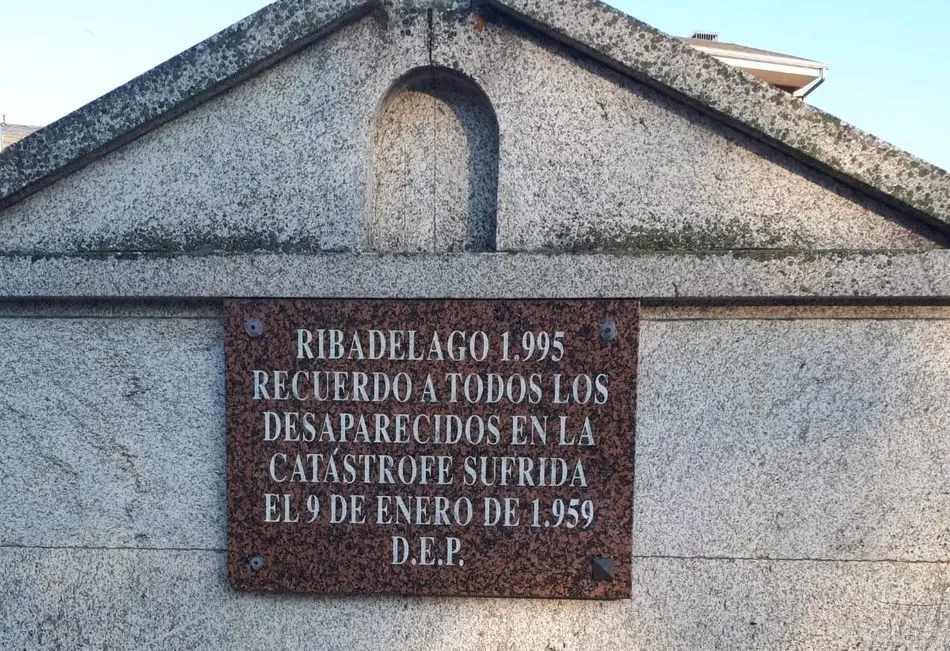 RIBADELAGO 1.995
RECUERDO A TODOS LOS
DESAPARECIDOS EN LA
CATÁSTROFE SUFRIDA
EL 9 DE ENERO DE 1.959
D.E.P.